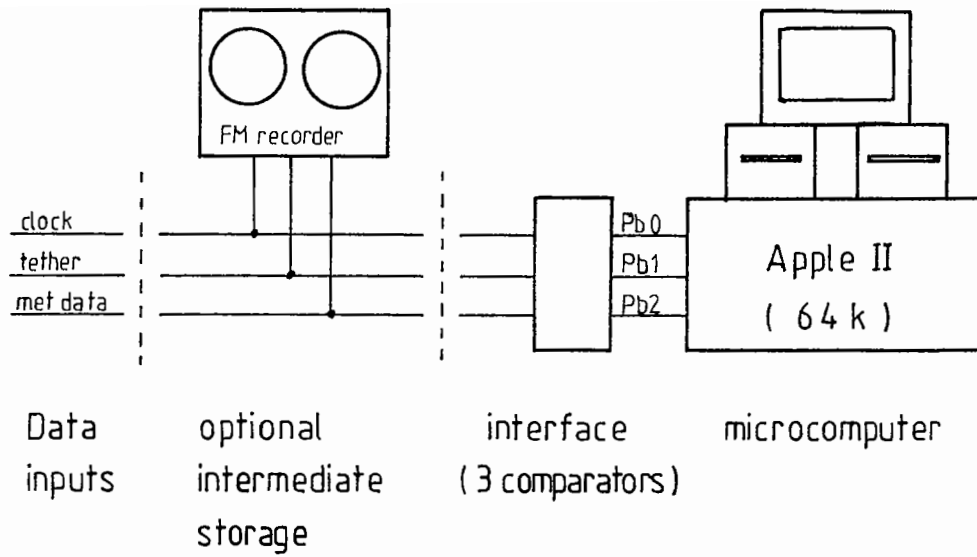 FM recorder
clock
tether
met data
Pb0
Pb1
Pb2
Apple II
( 64k )
Data
inputs
optional
intermediate
storage
interface
( 3 comparators )
microcomputer